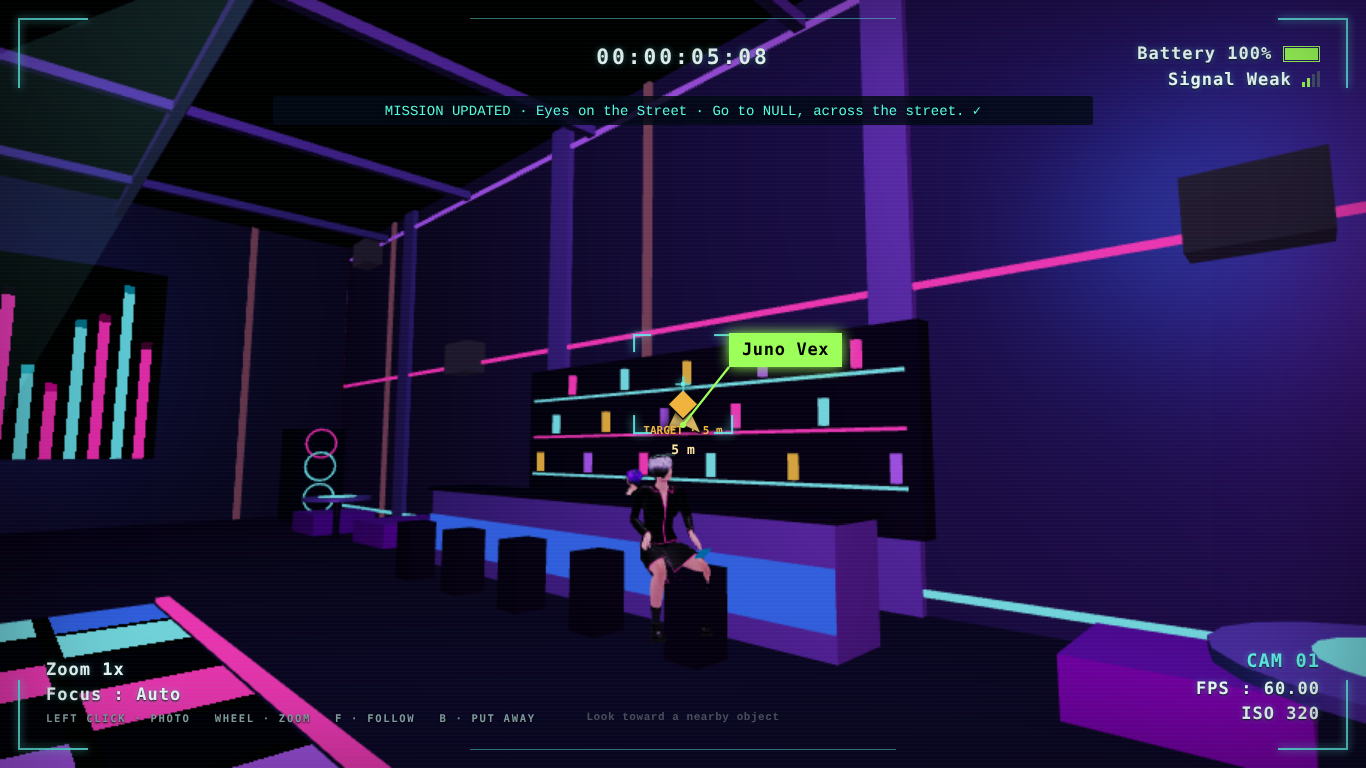 00:00:05:08
Battery 100%
Signal Weak
MISSION UPDATED · Eyes on the Street · Go to NULL, across the street. ✓
Juno Vex
TARGET · 5 m
5 m
Zoom 1x
Focus : Auto
LEFT CLICK · PHOTO WHEEL · ZOOM F · FOLLOW B · PUT AWAY
Look toward a nearby object
CAM 01
FPS : 60.00
ISO 320